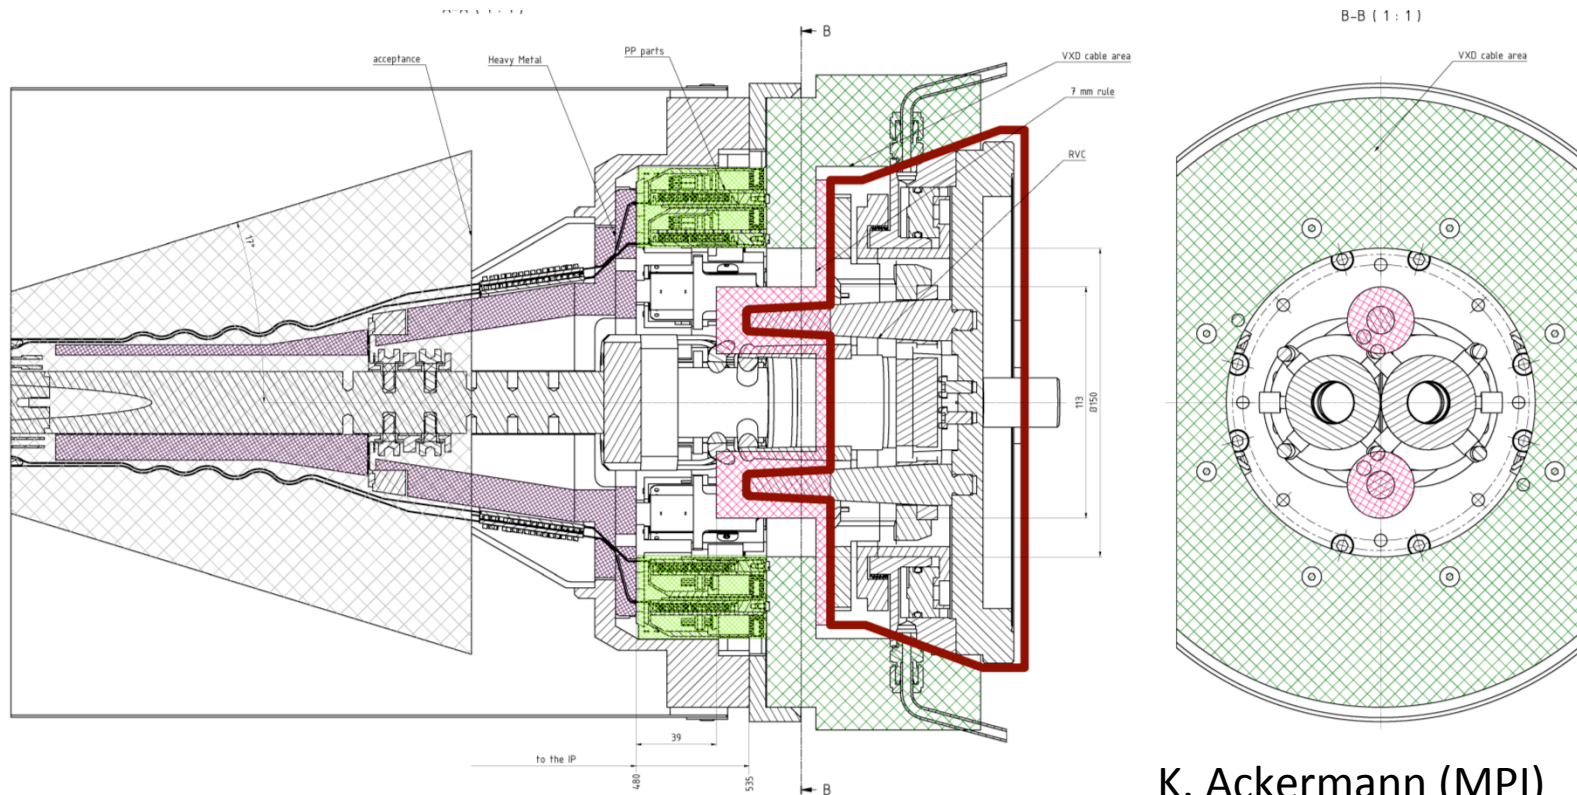 B-B ( 1 : 1 )
B
acceptance
Heavy Metal
PP parts
VXD cable area
7 mm rule
RVC
VXD cable area
17°
113
Ø150
39
to the IP
480
535
B
K. Ackermann (MPI)